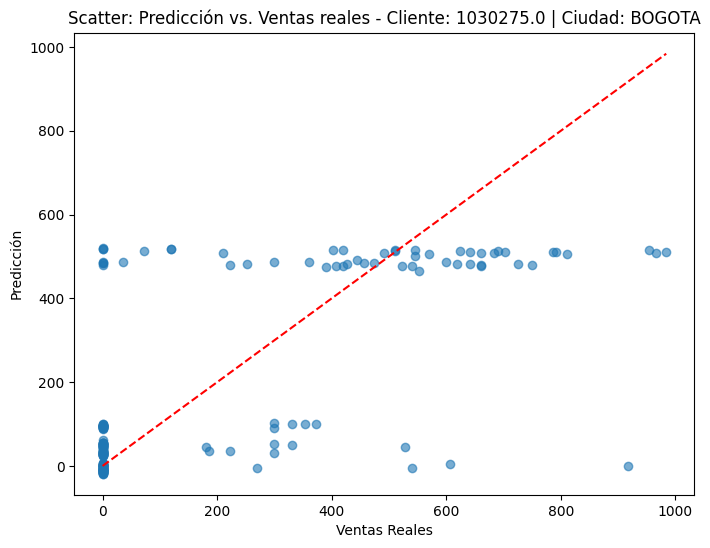 Scatter: Predicción vs. Ventas reales - Cliente: 1030275.0 | Ciudad: BOGOTA
1000
800
600
400
200
0
Predicción
0 200 400 600 800 1000
Ventas Reales